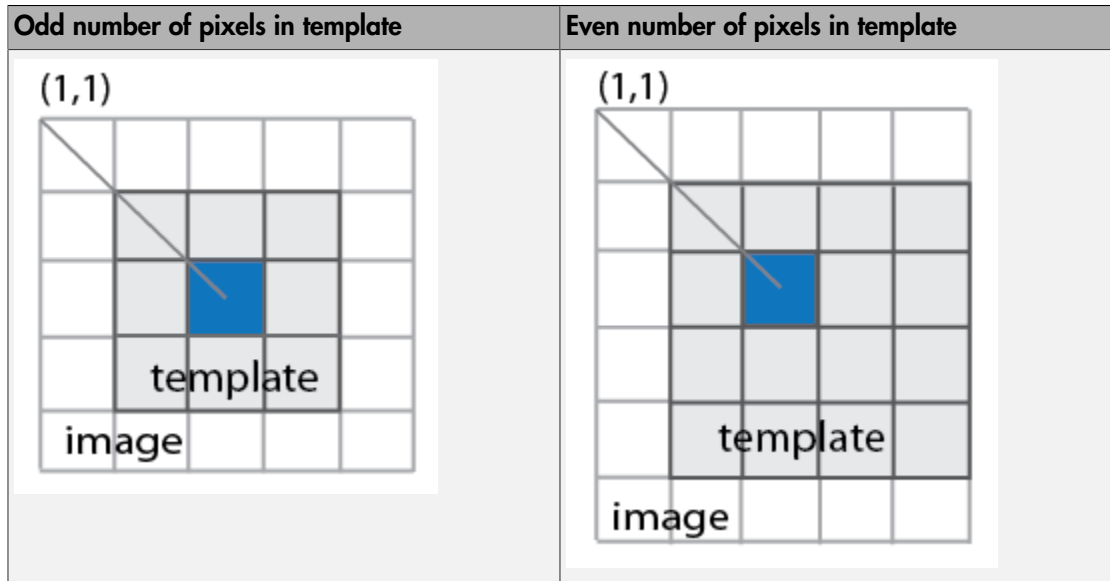 Odd number of pixels in template
Even number of pixels in template
(1,1)
template
image
(1,1)
template
image